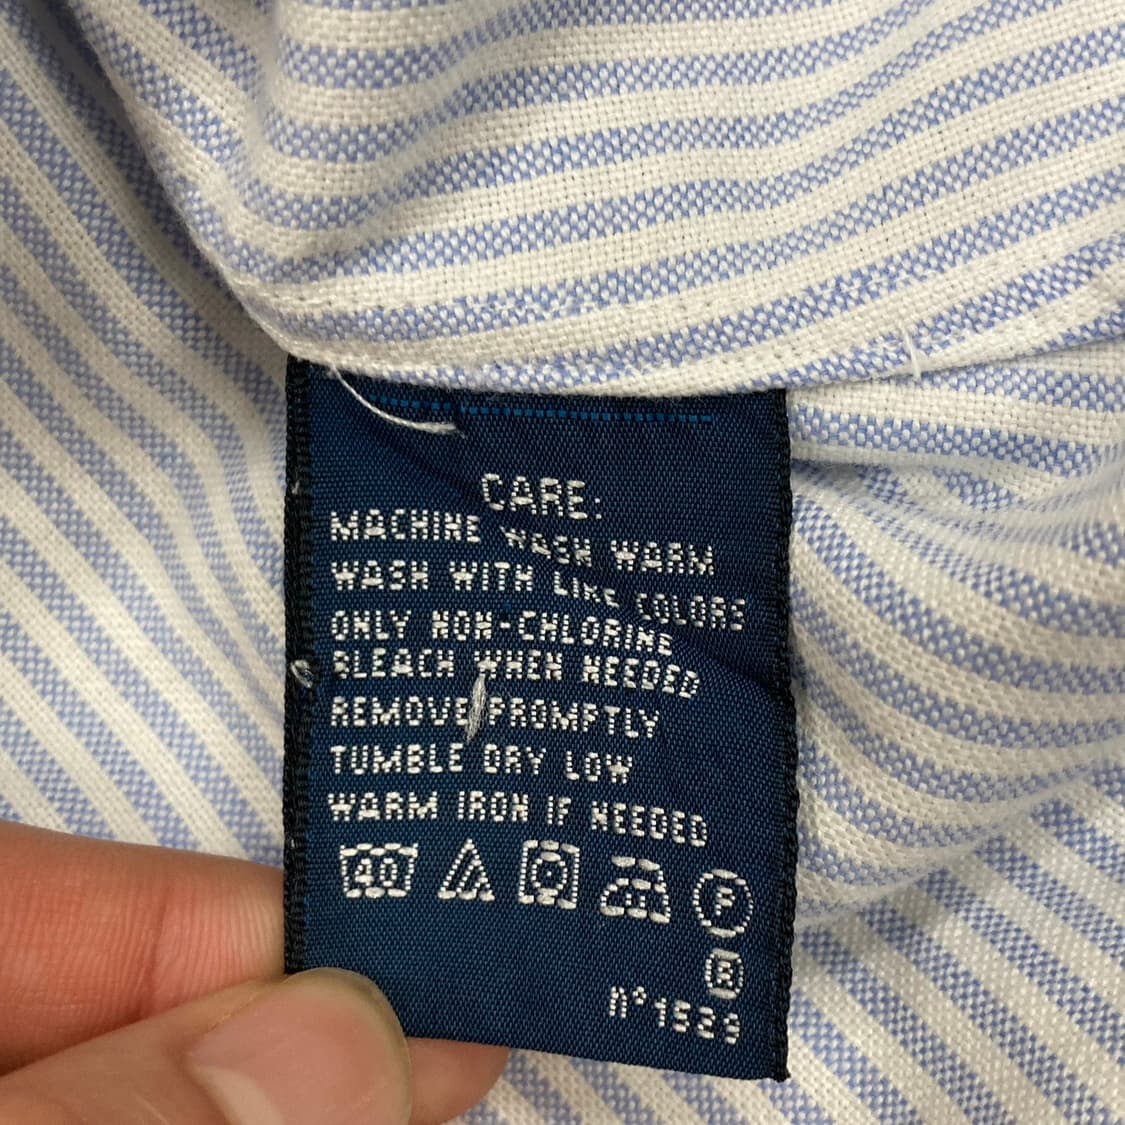 CARE:
MACHINE WASH WARM
WASH WITH LIKE COLORS
ONLY NON-CHLORINE
BLEACH WHEN NEEDED
REMOVE PROMPTLY
TUMBLE DRY LOW
WARM IRON IF NEEDED
40 P
®
n°1529